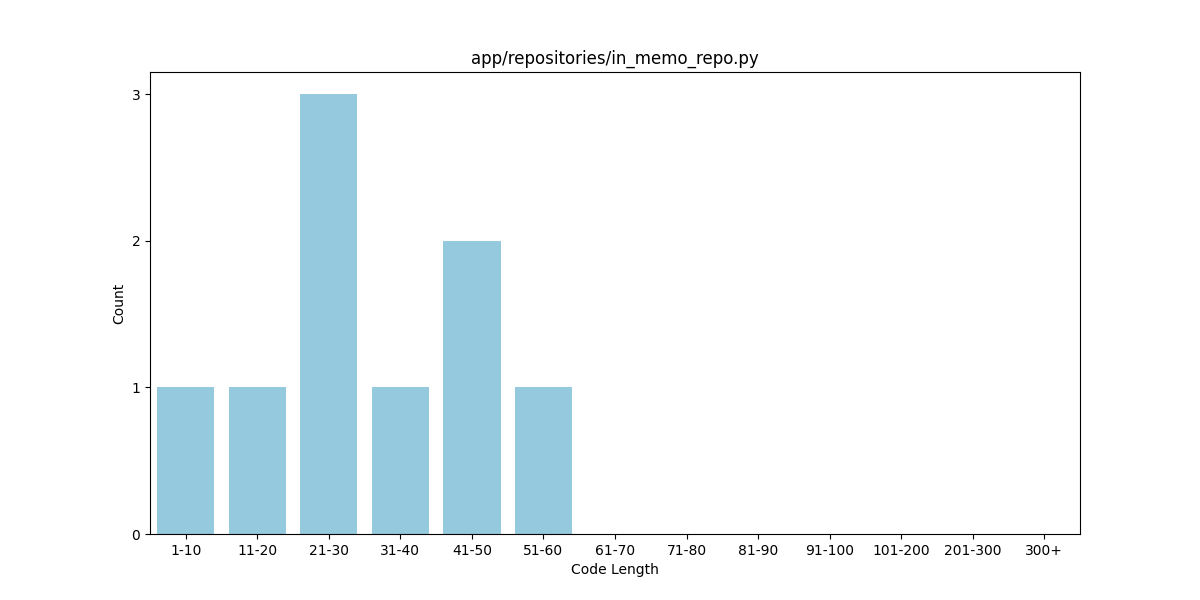 app/repositories/in_memo_repo.py
3
2
1
0
Count
1-10 11-20 21-30 31-40 41-50 51-60 61-70 71-80 81-90 91-100 101-200 201-300 300+
Code Length